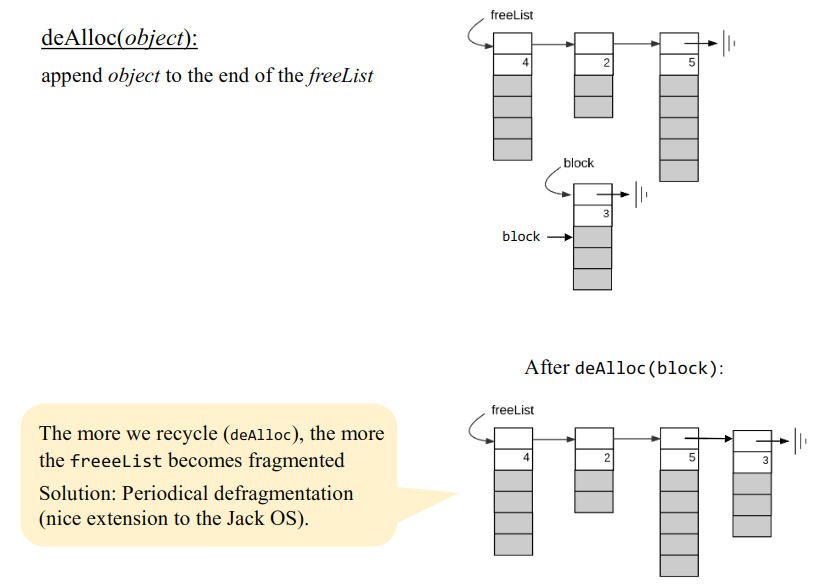 deAlloc(object):
append object to the end of the freeList
freeList
4
2
5
block
3
block
After deAlloc(block):
The more we recycle (deAlloc), the more
the freeeList becomes fragmented
Solution: Periodical defragmentation
(nice extension to the Jack OS).
freeList
4
2
5
3